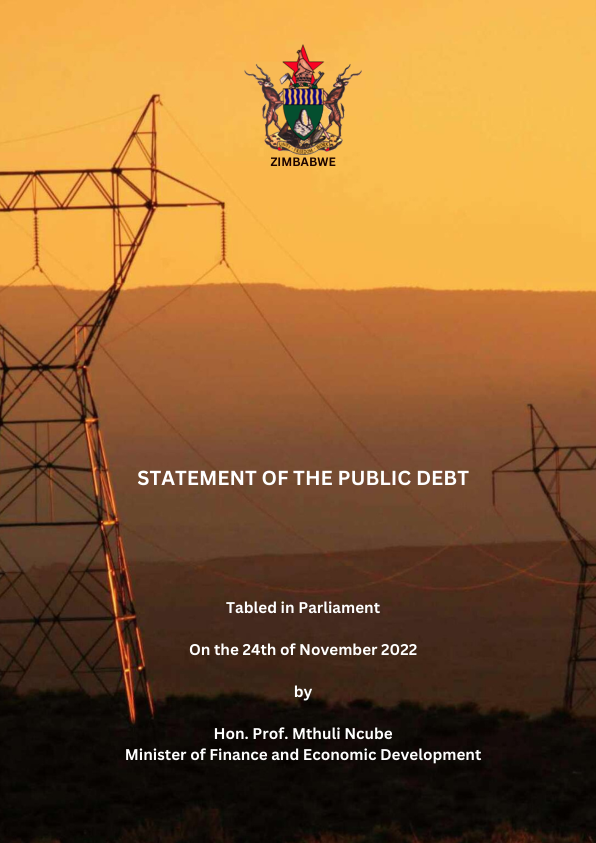 ZIMBABWE
STATEMENT OF THE PUBLIC DEBT
Tabled in Parliament
On the 24th of November 2022
by
Hon. Prof. Mthuli Ncube
Minister of Finance and Economic Development